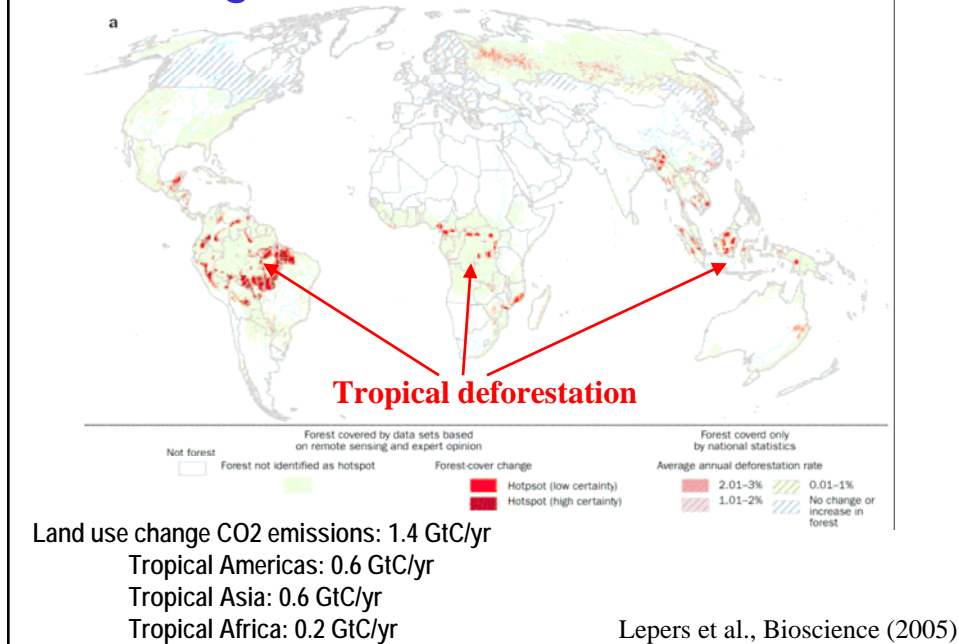 a
Tropical deforestation
Forest covered by data sets based
on remote sensing and expert opinion
Forest coverd only
by national statistics
Not forest
Forest not identified as hotspot
Forest-cover change
Average annual deforestation rate
Hotpsot (low certainty)
2.01–3%
0.01–1%
Hotspot (high certainty)
1.01–2%
No change or
increase in
forest
Land use change CO2 emissions: 1.4 GtC/yr
Tropical Americas: 0.6 GtC/yr
Tropical Asia: 0.6 GtC/yr
Tropical Africa: 0.2 GtC/yr
Lepers et al., Bioscience (2005)